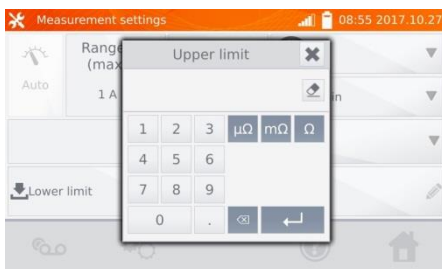 Measurement settings
08:55 2017.10.27
Range
Upper limit
(max
Auto
1 A
in
1 2 3 μΩ mΩ Ω
4 5 6
7 8 9
Lower limit
0 .